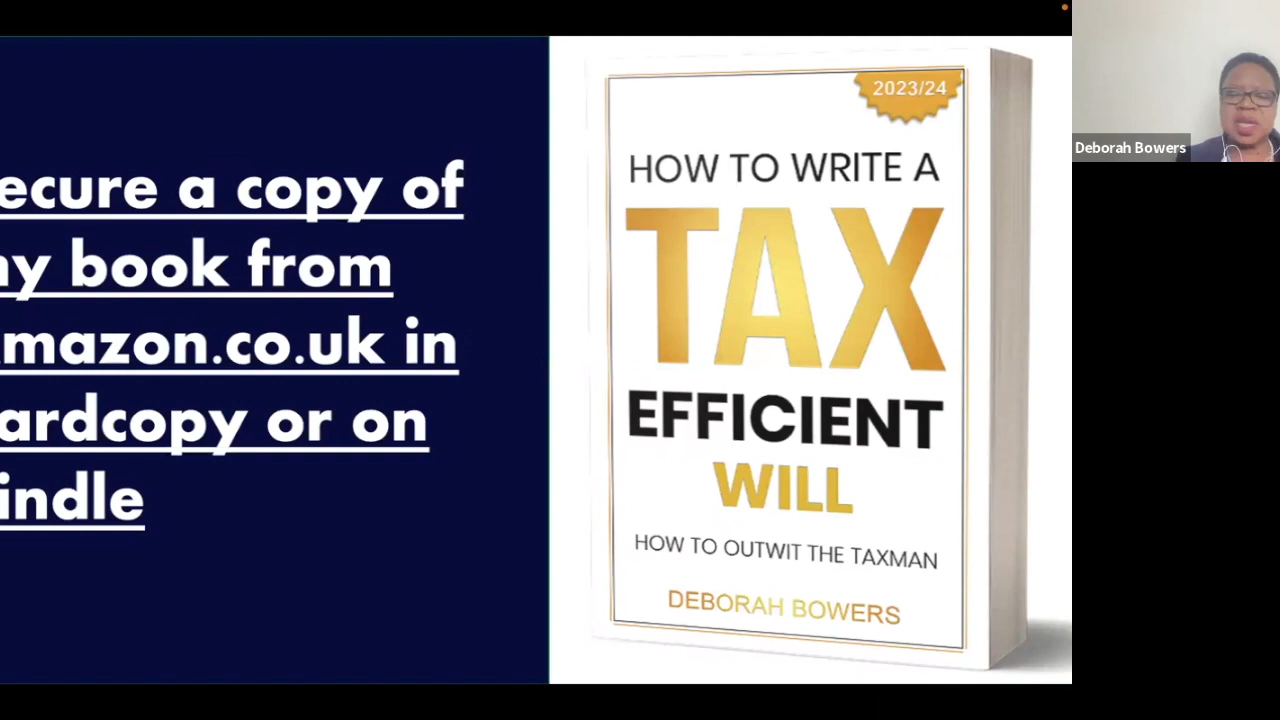 ecure a copy of
y book from
mazon.co.uk in
ardcopy or on
indle
2023/24
HOW TO WRITE A
TAX
EFFICIENT
WILL
HOW TO OUTWIT THE TAXMAN
DEBORAH BOWERS
Deborah Bowers